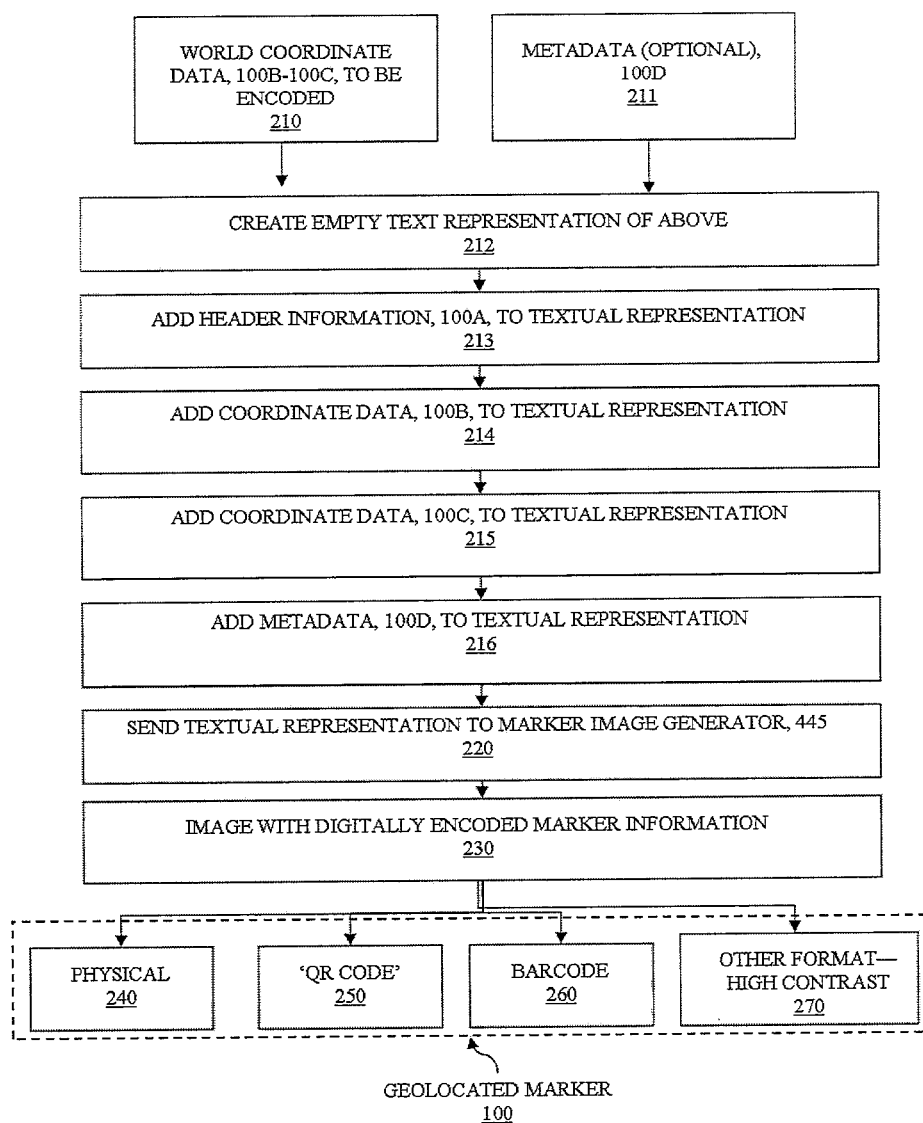 WORLD COORDINATE
DATA, 100B-100C, TO BE
ENCODED
210
METADATA (OPTIONAL),
100D
211
CREATE EMPTY TEXT REPRESENTATION OF ABOVE
212
ADD HEADER INFORMATION, 100A, TO TEXTUAL REPRESENTATION
213
ADD COORDINATE DATA, 100B, TO TEXTUAL REPRESENTATION
214
ADD COORDINATE DATA, 100C, TO TEXTUAL REPRESENTATION
215
ADD METADATA, 100D, TO TEXTUAL REPRESENTATION
216
SEND TEXTUAL REPRESENTATION TO MARKER IMAGE GENERATOR, 445
220
IMAGE WITH DIGITALLY ENCODED MARKER INFORMATION
230
PHYSICAL
240
‘QR CODE’
250
BARCODE
260
OTHER FORMAT—
HIGH CONTRAST
270
GEOLOCATED MARKER
100